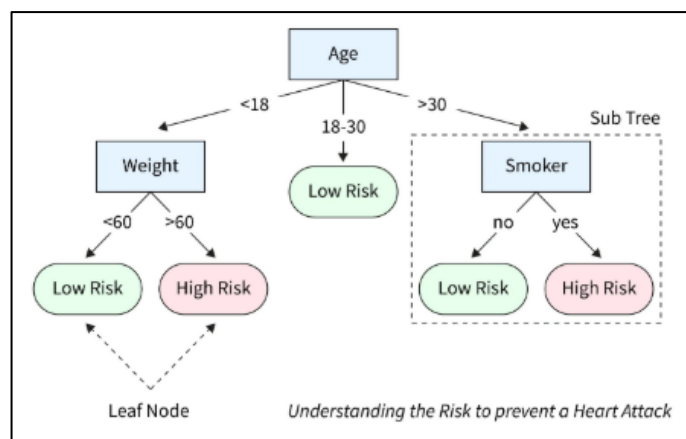 Age
<18
18-30
>30
Sub Tree
Weight
Low Risk
Smoker
<60
>60
no
yes
Low Risk
High Risk
Low Risk
High Risk
Leaf Node
Understanding the Risk to prevent a Heart Attack